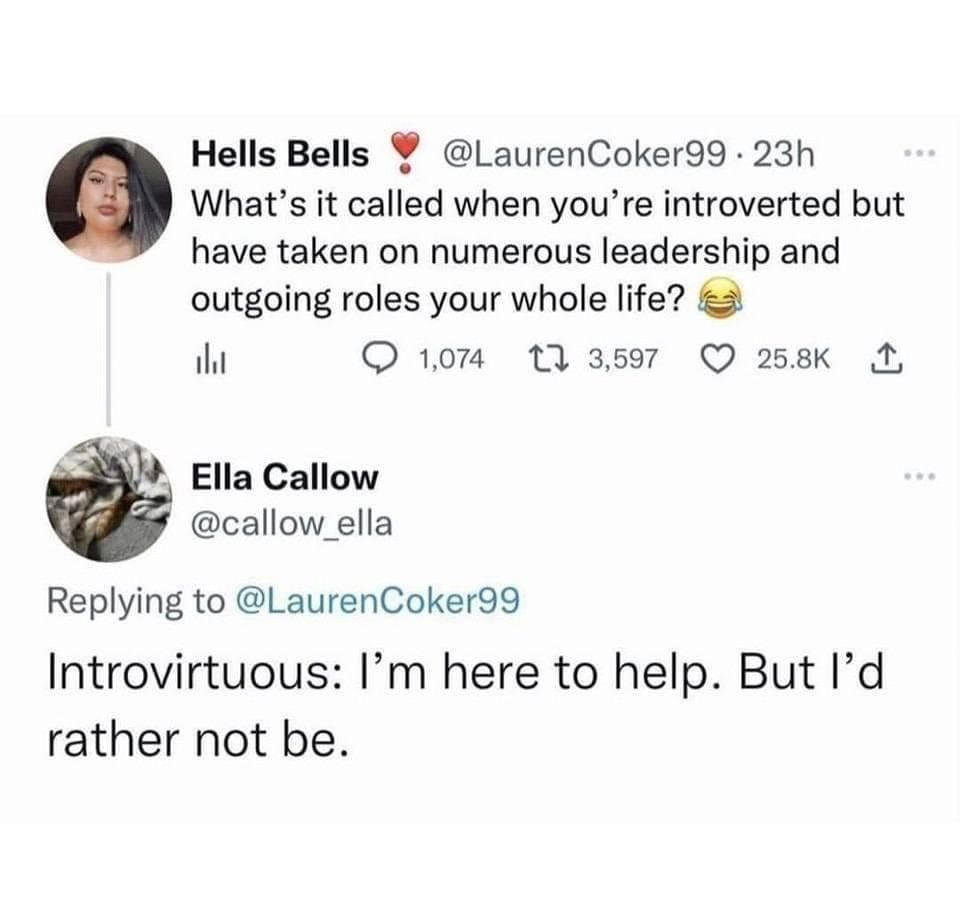 Hells Bells ❣️ @LaurenCoker99 · 23h
What’s it called when you’re introverted but
have taken on numerous leadership and
outgoing roles your whole life? 😂
1,074 3,597 25.8K
Ella Callow
@callow_ella
Replying to @LaurenCoker99
Introvirtuous: I’m here to help. But I’d
rather not be.